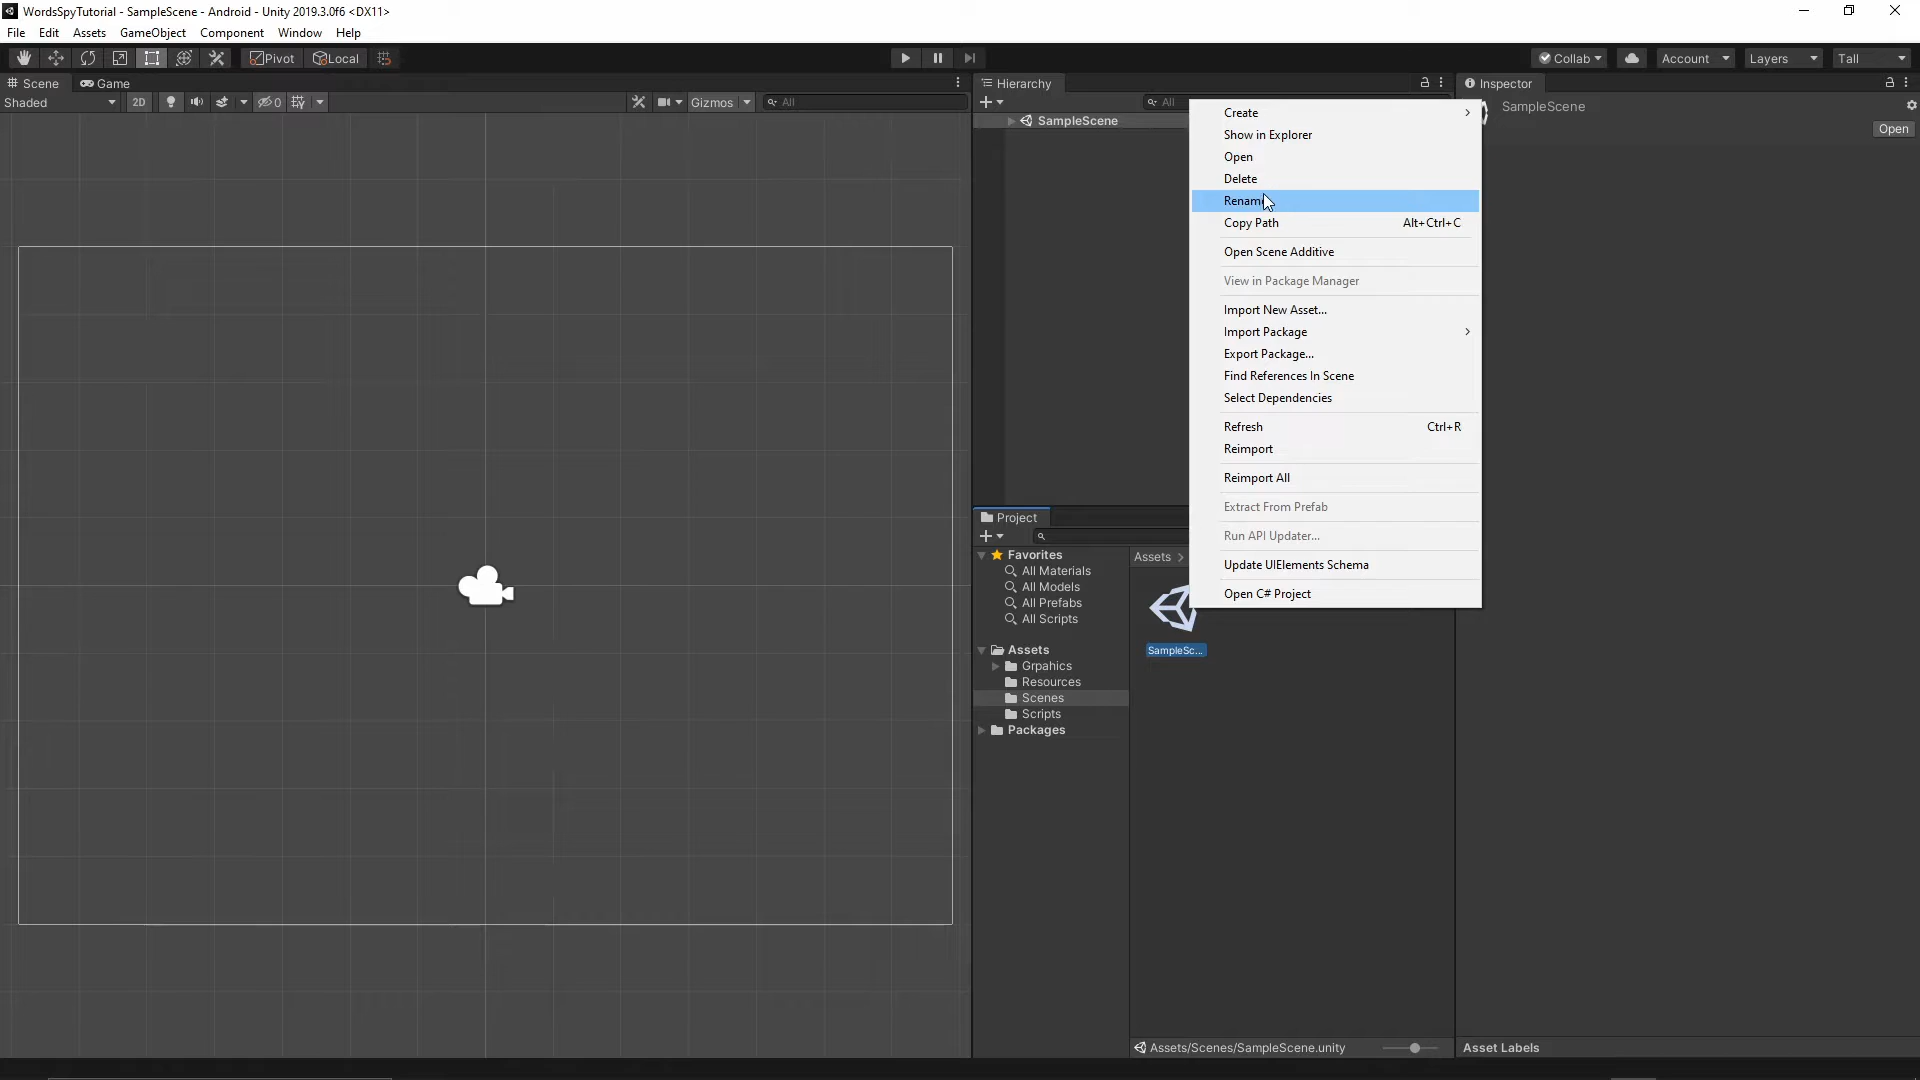 WordsSpyTutorial - SampleScene - Android - Unity 2019.3.0f6 <DX11>
File Edit Assets GameObject Component Window Help
Pivot Local Collab Account Layers Tall
Scene Game
Shaded 2D 0 Gizmos All
Hierarchy
All
SampleScene
Inspector
SampleScene
Open
Create
Show in Explorer
Open
Delete
Rename
Copy Path Alt+Ctrl+C
Open Scene Additive
View in Package Manager
Import New Asset...
Import Package
Export Package...
Find References In Scene
Select Dependencies
Refresh Ctrl+R
Reimport
Reimport All
Extract From Prefab
Run API Updater...
Update UIElements Schema
Open C# Project
Project
Favorites
All Materials
All Models
All Prefabs
All Scripts
Assets
Grpahics
Resources
Scenes
Scripts
Packages
Assets >
SampleSc...
Assets/Scenes/SampleScene.unity
Asset Labels